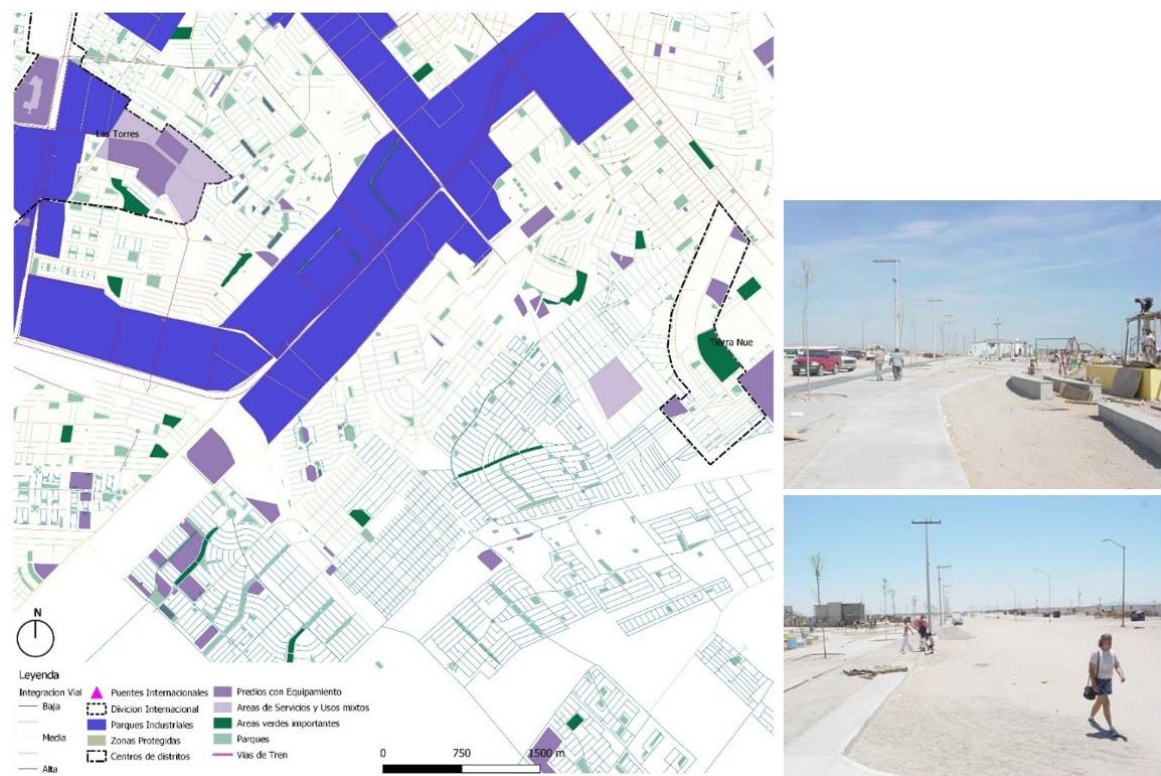 Las Torres
Tierra Nue
N
Leyenda
Integracion Vial
Baja
Media
Alta
Puentes Internacionales
Divicion Internacional
Parques Industriales
Zonas Protegidas
Centros de distritos
Predios con Equipamiento
Areas de Servicios y Usos mixtos
Areas verdes importantes
Parques
Vias de Tren
0 750 1500 m